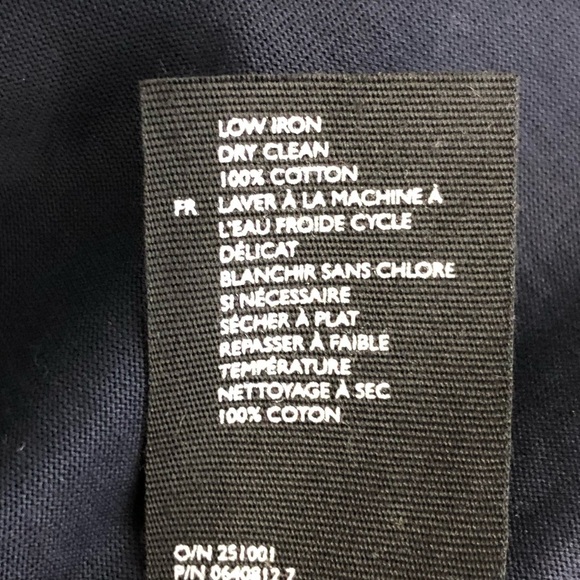 LOW IRON
DRY CLEAN
100% COTTON
FR LAVER À LA MACHINE À
L'EAU FROIDE CYCLE
DÉLICAT
BLANCHIR SANS CHLORE
SI NÉCESSAIRE
SÉCHER À PLAT
REPASSER À FAIBLE
TEMPÉRATURE
NETTOYAGE À SEC
100% COTON
O/N 251001
P/N 0640812 7